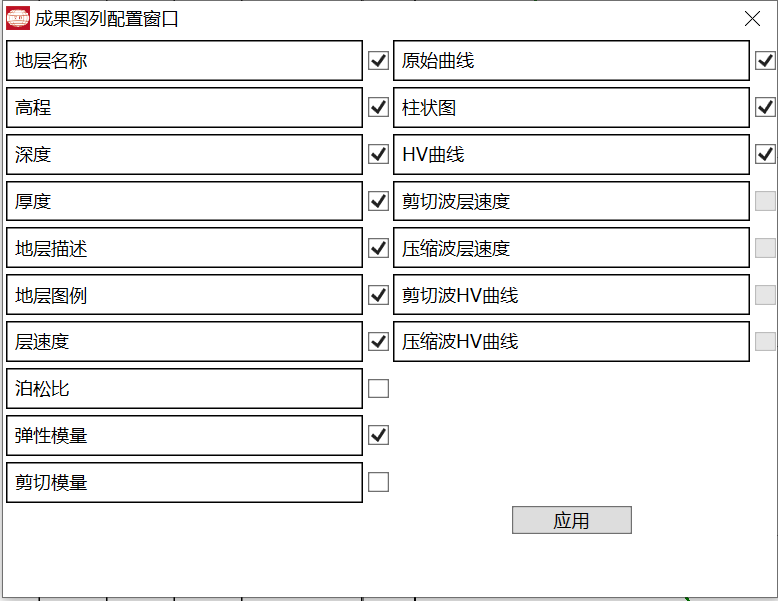 成果图列配置窗口
地层名称
原始曲线
高程
柱状图
深度
HV曲线
厚度
剪切波层速度
地层描述
压缩波层速度
地层图例
剪切波HV曲线
层速度
压缩波HV曲线
泊松比
弹性模量
剪切模量
应用